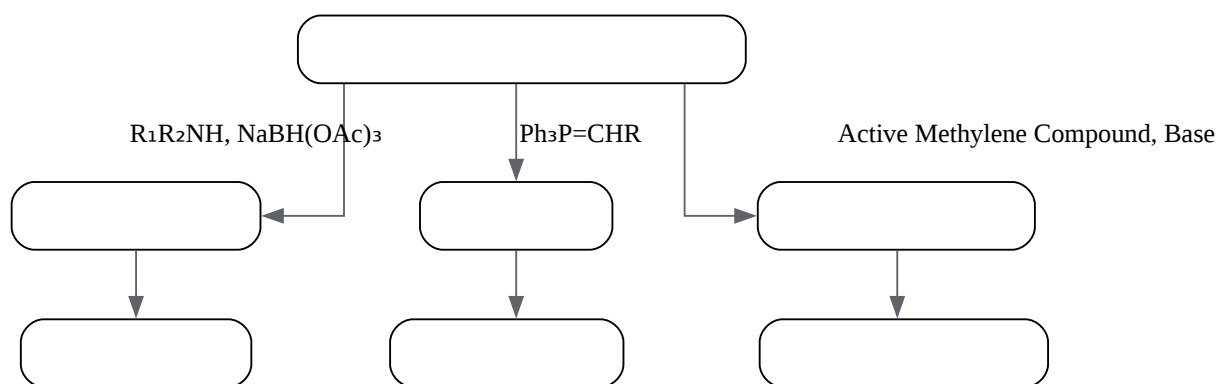 R₁R₂NH, NaBH(OAc)₃
Ph₃P=CHR
Active Methylene Compound, Base